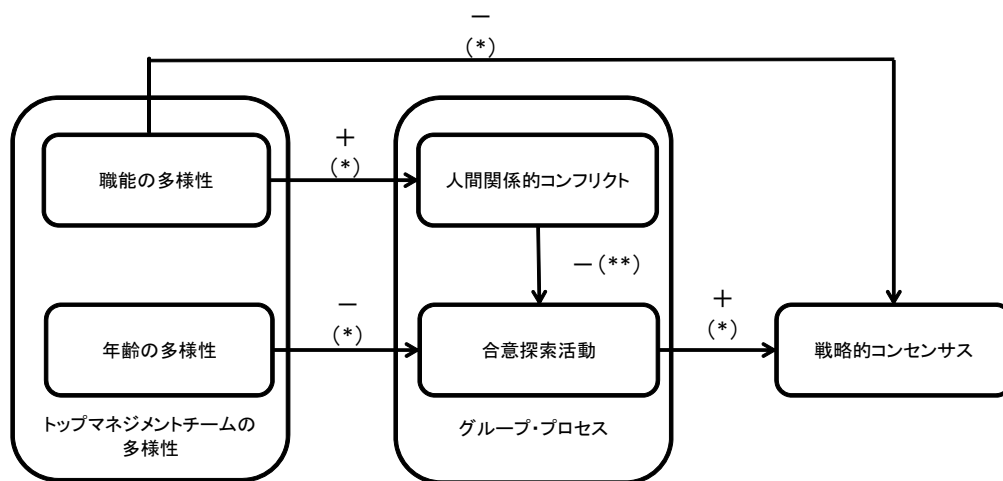 －
(*)
＋
(*)
職能の多様性
人間関係的コンフリクト
－(**)
－
(*)
＋
(*)
年齢の多様性
合意探索活動
戦略的コンセンサス
トップマネジメントチームの
多様性
グループ・プロセス